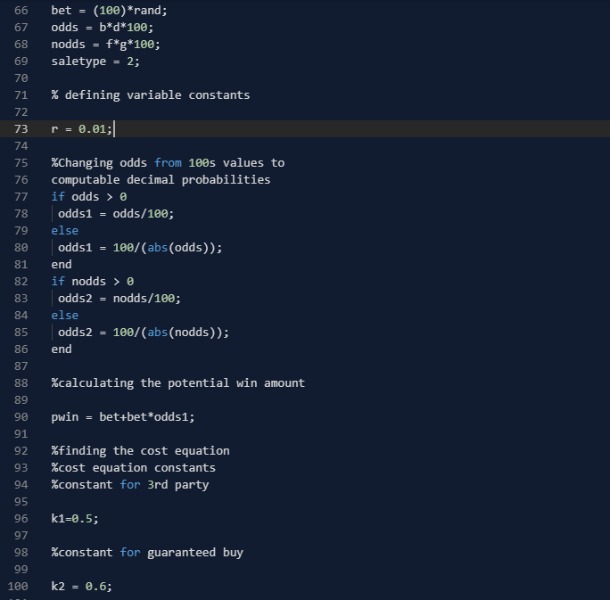 66 bet = (100)*rand;
67 odds = b*d*100;
68 nodds = f*g*100;
69 saletype = 2;
70
71 % defining variable constants
72
73 r = 0.01;
74
75 %Changing odds from 100s values to
76 computable decimal probabilities
77 if odds > 0
78 odds1 = odds/100;
79 else
80 odds1 = 100/(abs(odds));
81 end
82 if nodds > 0
83 odds2 = nodds/100;
84 else
85 odds2 = 100/(abs(nodds));
86 end
87
88 %calculating the potential win amount
89
90 pwin = bet+bet*odds1;
91
92 %finding the cost equation
93 %cost equation constants
94 %constant for 3rd party
95
96 k1=0.5;
97
98 %constant for guaranteed buy
99
100 k2 = 0.6;